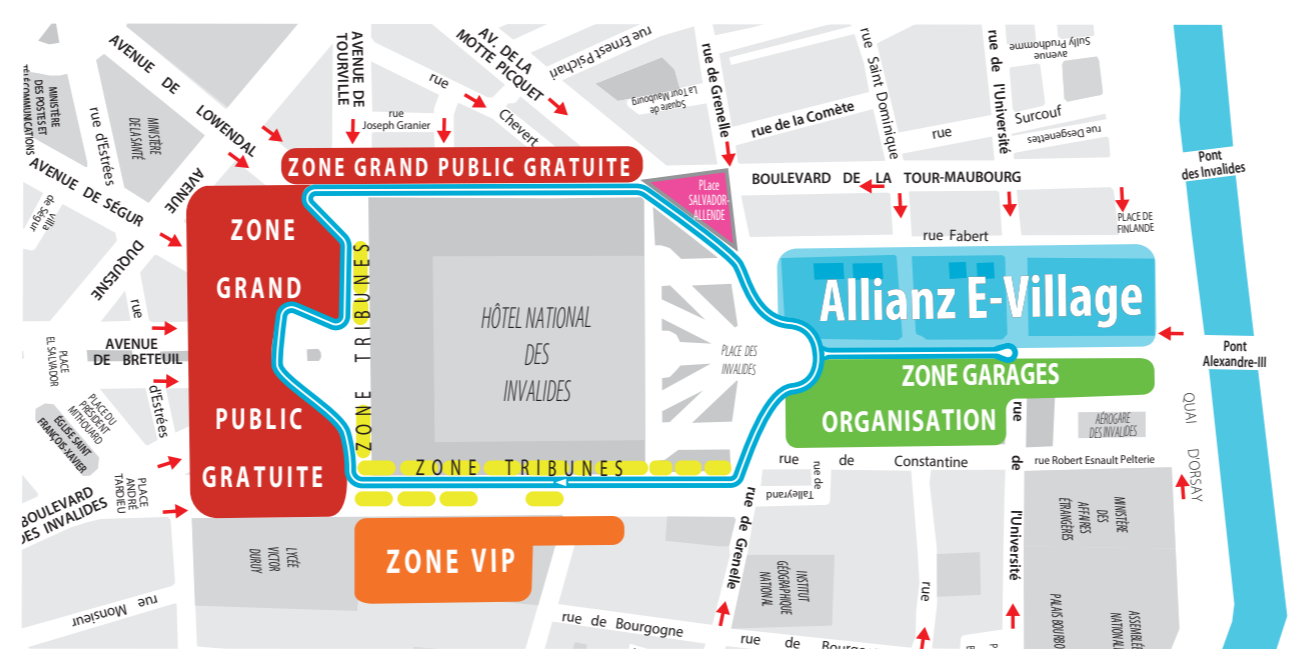 AVENUE DE LOWENDAL
AVENUE DE
TOURVILLE
AV. DE LA
MOTTE PICQUET
rue Ernest Psichari
rue
Chevert
rue
Joseph Granier
Square de
La Tour Maubourg
rue de Grenelle
rue de la Comète
rue Saint Dominique
rue
Surcouf
rue de l'Université
avenue
Sully Prudhomme
rue Desgenettes
Pont
des Invalides
MINISTÈRE
DES POSTES ET
TÉLÉCOMMUNICATIONS
rue d'Estrées
MINISTÈRE
DE LA SANTÉ
AVENUE DE SÉGUR
AVENUE
DUQUESNE
villa
de Ségur
ZONE GRAND PUBLIC GRATUITE
PLace
SALVADOR-
ALLENDE
BOULEVARD DE LA TOUR-MAUBOURG
PLACE DE
FINLANDE
rue Fabert
ZONE
GRAND
PUBLIC
GRATUITE
ZONE TRIBUNES
HÔTEL NATIONAL
DES
INVALIDES
PLACE DES
INVALIDES
Allianz E-Village
Pont
Alexandre-III
ZONE GARAGES
ORGANISATION
rue
AVENUE
DE BRETEUIL
d'Estrées
PLACE
EL SALVADOR
PLACE DU
PRÉSIDENT
MITHOUARD
ÉGLISE SAINT
FRANÇOIS-XAVIER
PLACE
ANDRÉ
TARDIEU
BOULEVARD
DES INVALIDES
ZONE TRIBUNES
rue de Constantine
rue de
Talleyrand
rue de l'Université
AÉROGARE
DES INVALIDES
rue Robert Esnault Pelterie
QUAI D'ORSAY
MINISTÈRE
DES
AFFAIRES
ÉTRANGÈRES
ZONE VIP
LYCÉE
VICTOR
DURUY
rue Monsieur
rue de Grenelle
INSTITUT
GÉOGRAPHIQUE
NATIONAL
rue de Bourgogne
rue de
rue
PALAIS BOURBO
ASSEMBLÉE
NATIONAL